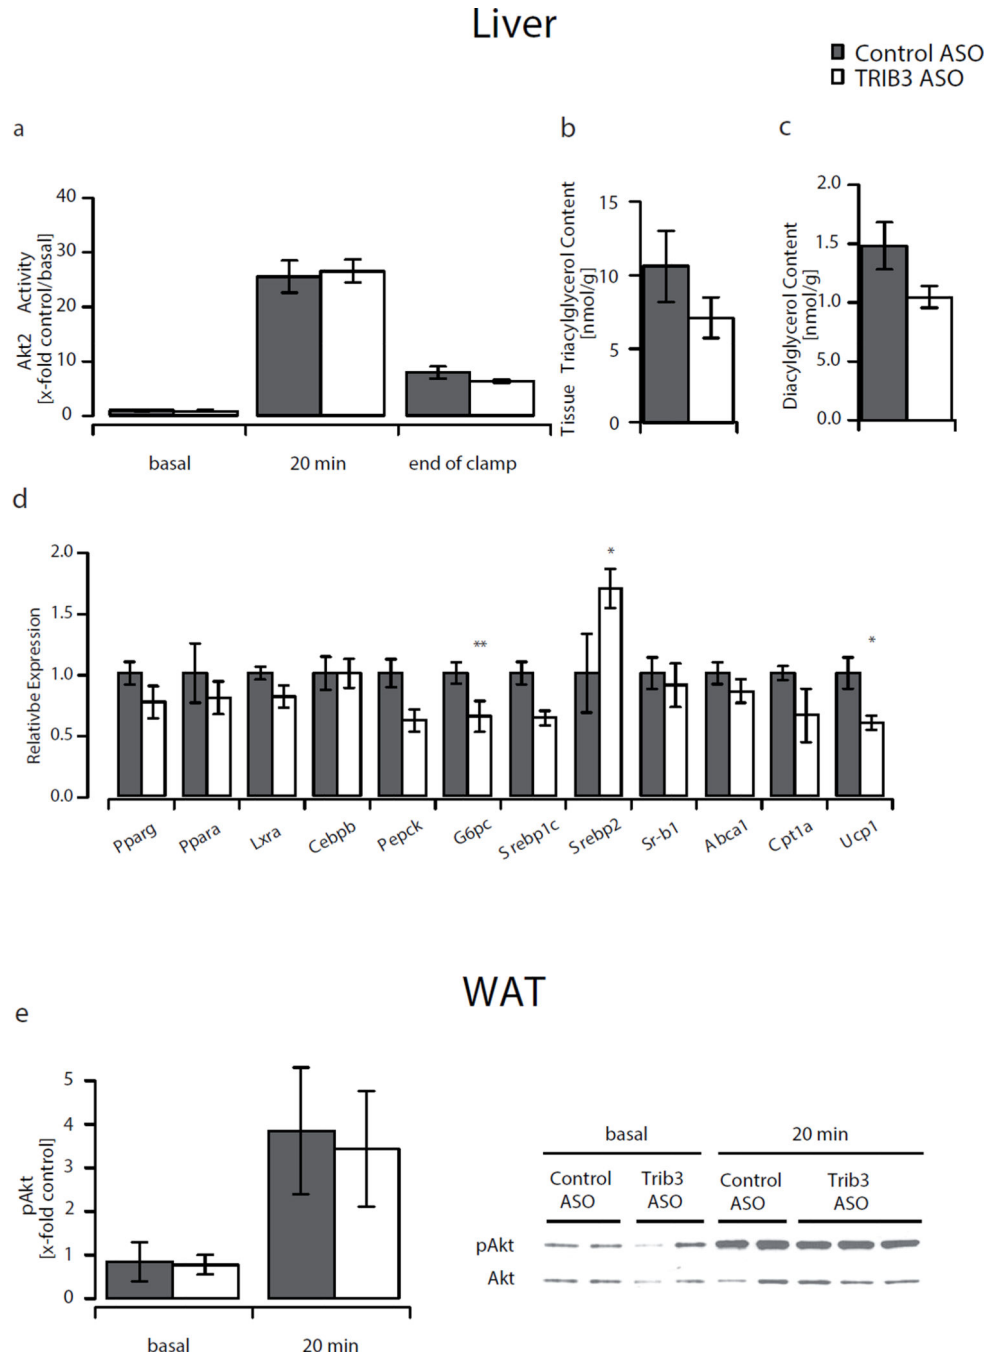 Liver
Control ASO
TRIB3 ASO
a
b
c
Akt2 Activity
[x-fold control/basal]
40
30
20
10
0
basal
20 min
end of clamp
Tissue Triacylglycerol Content
[nmol/g]
15
10
5
0
Diacylglycerol Content
[nmol/g]
2.0
1.5
1.0
5.0
0.0
d
Relativbe Expression
2.0
1.5
1.0
0.5
0.0
**
*
*
Pparg
Ppara
Lxra
Cebpb
Pepck
G6pc
Srebp1c
Srebp2
Sr-b1
Abca1
Cpt1a
Ucp1
WAT
e
pAkt
[x-fold control]
5
4
3
2
1
0
basal
20 min
basal
20 min
Control ASO
Trib3 ASO
Control ASO
Trib3 ASO
pAkt
Akt